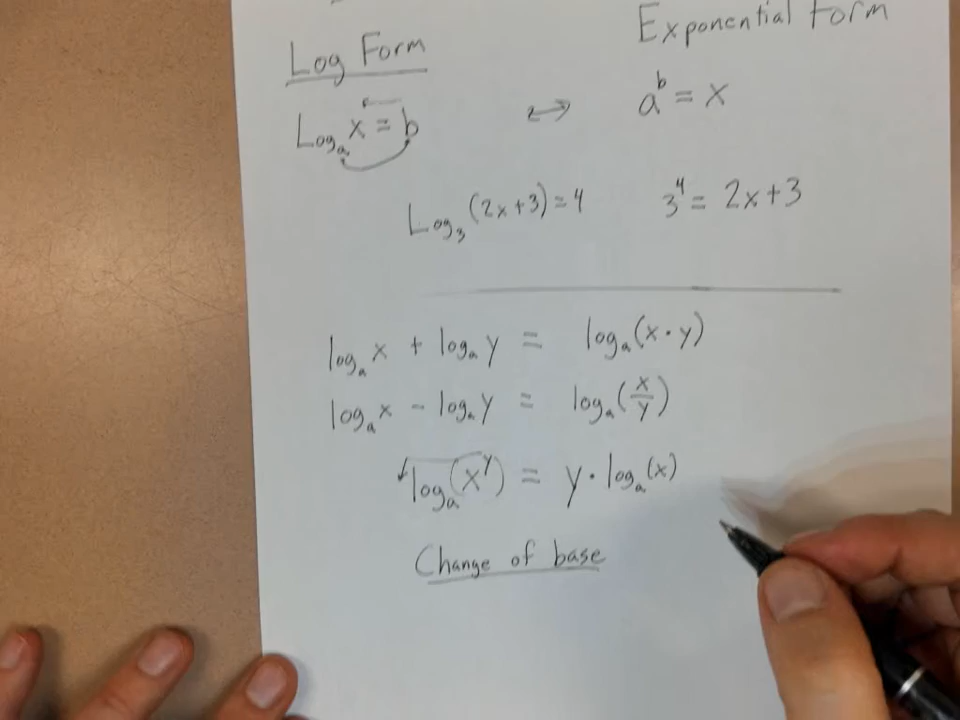 Log Form Exponential Form
Logₐ x = b ↔ aᵇ = x
Log₃ (2x+3) = 4 3⁴ = 2x+3
logₐ x + logₐ y = logₐ(x · y)
logₐ x - logₐ y = logₐ(x/y)
logₐ(xʸ) = y · logₐ(x)
Change of base